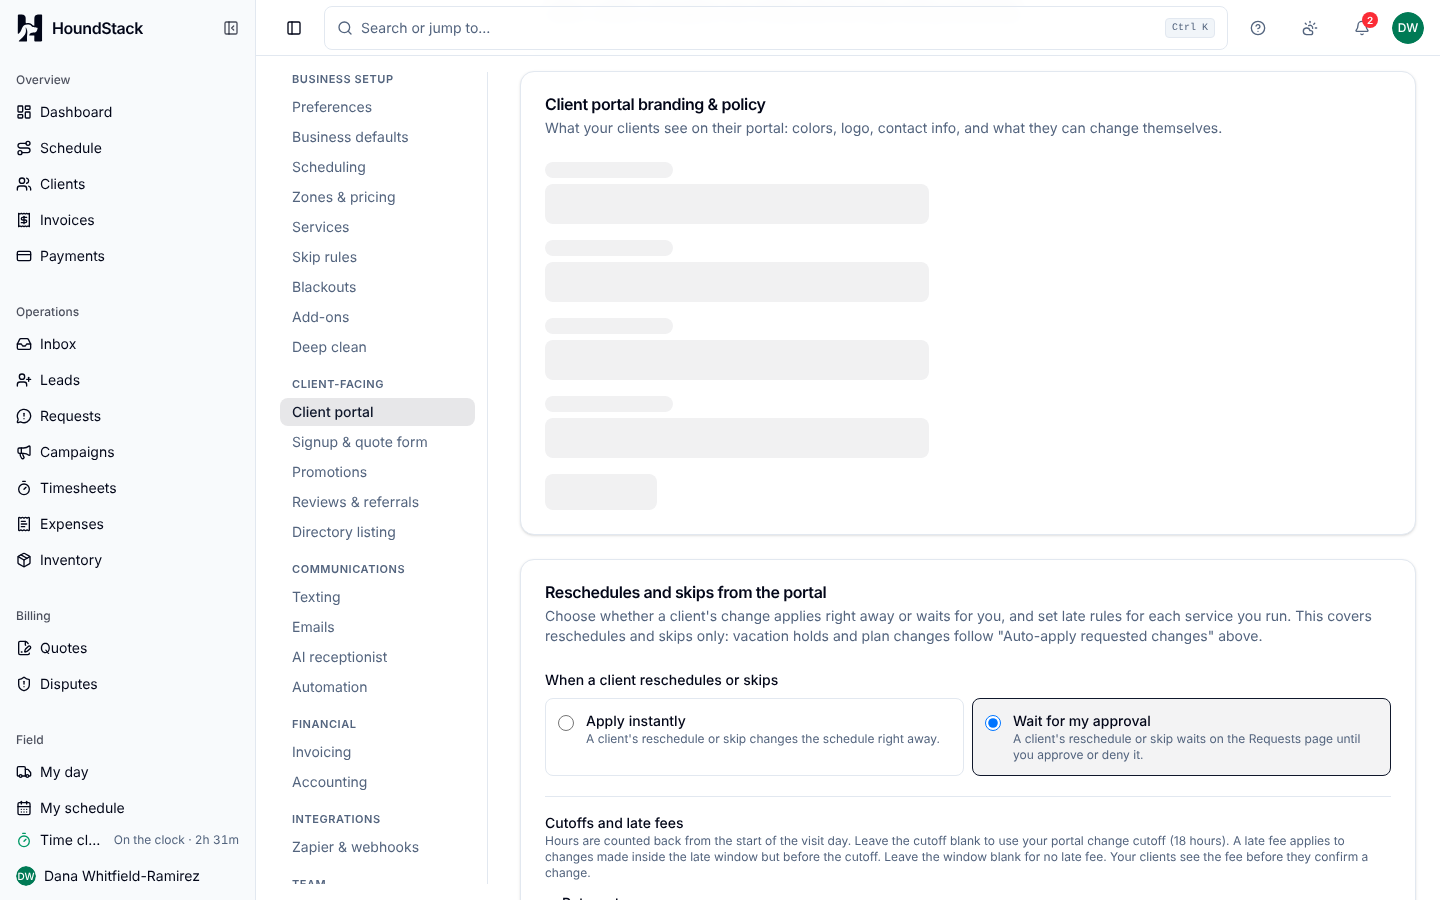 HoundStack
Search or jump to...
Ctrl K
2
DW
Overview
Dashboard
Schedule
Clients
Invoices
Payments
Operations
Inbox
Leads
Requests
Campaigns
Timesheets
Expenses
Inventory
Billing
Quotes
Disputes
Field
My day
My schedule
Time cl... On the clock · 2h 31m
DW Dana Whitfield-Ramirez
BUSINESS SETUP
Preferences
Business defaults
Scheduling
Zones & pricing
Services
Skip rules
Blackouts
Add-ons
Deep clean
CLIENT-FACING
Client portal
Signup & quote form
Promotions
Reviews & referrals
Directory listing
COMMUNICATIONS
Texting
Emails
AI receptionist
Automation
FINANCIAL
Invoicing
Accounting
INTEGRATIONS
Zapier & webhooks
TEAM
Client portal branding & policy
What your clients see on their portal: colors, logo, contact info, and what they can change themselves.
Reschedules and skips from the portal
Choose whether a client's change applies right away or waits for you, and set late rules for each service you run. This covers
reschedules and skips only: vacation holds and plan changes follow "Auto-apply requested changes" above.
When a client reschedules or skips
Apply instantly
A client's reschedule or skip changes the schedule right away.
Wait for my approval
A client's reschedule or skip waits on the Requests page until
you approve or deny it.
Cutoffs and late fees
Hours are counted back from the start of the visit day. Leave the cutoff blank to use your portal change cutoff (18 hours). A late fee applies to
changes made inside the late window but before the cutoff. Leave the window blank for no late fee. Your clients see the fee before they confirm a
change.